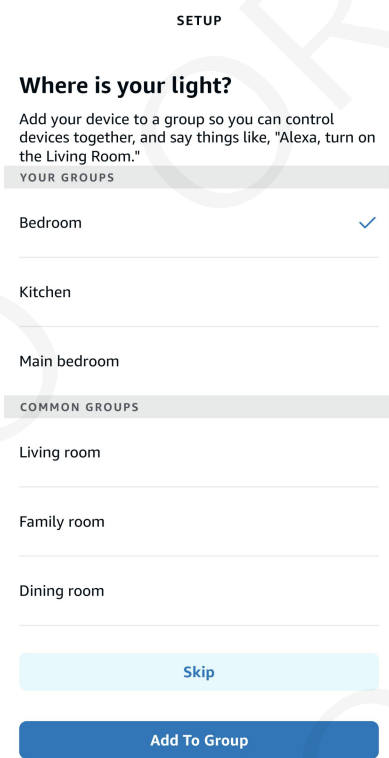 SETUP
Where is your light?
Add your device to a group so you can control
devices together, and say things like, "Alexa, turn on
the Living Room."
YOUR GROUPS
Bedroom
Kitchen
Main bedroom
COMMON GROUPS
Living room
Family room
Dining room
Skip
Add To Group